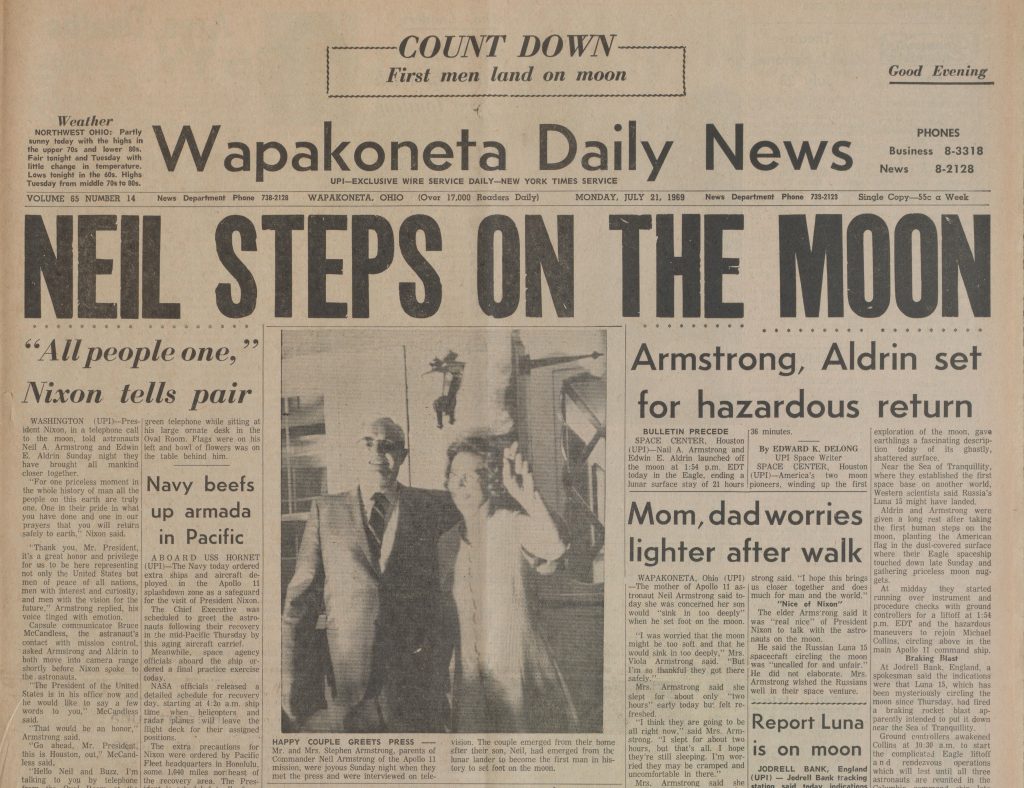 COUNT DOWN
First men land on moon
Good Evening
Weather
NORTHWEST OHIO: Partly
sunny today with the highs in
the upper 70s and lower 80s.
Fair tonight and Tuesday with
little change in temperature.
Lows tonight in the 60s. Highs
Tuesday from middle 70s to 80s.
Wapakoneta Daily News
UPI—EXCLUSIVE WIRE SERVICE DAILY—NEW YORK TIMES SERVICE
PHONES
Business 8-3318
News 8-2128
VOLUME 65 NUMBER 14 News Department Phone 738-2128 WAPAKONETA, OHIO (Over 17,000 Readers Daily) MONDAY, JULY 21, 1969 News Department Phone 738-2128 Single Copy—55c a Week
NEIL STEPS ON THE MOON
"All people one,"
Nixon tells pair
WASHINGTON (UPI)—Pres-
ident Nixon, in a telephone call
to the moon, told astronauts
Neil A. Armstrong and Edwin
E. Aldrin Sunday night they
have brought all mankind
closer together.
"For one priceless moment in
the whole history of man all the
people on this earth are truly
one. One in their pride in what
you have done and one in our
prayers that you will return
safely to earth," Nixon said.
"Thank you, Mr. President,
it's a great honor and privilege
for us to be here representing
not only the United States but
men of peace of all nations,
men with interest and curiosity,
and men with the vision for the
future," Armstrong replied, his
voice tinged with emotion.
Capsule communicator Bruce
McCandless, the astronaut's
contact with mission control,
asked Armstrong and Aldrin to
both move into camera range
shortly before Nixon spoke to
the astronauts.
"The President of the United
States is in his office now and
he would like to say a few
words to you," McCandless
said.
"That would be an honor,"
Armstrong said.
"Go ahead, Mr. President,
this is Houston, out," McCand-
less said.
"Hello Neil and Buzz. I'm
talking to you by telephone
green telephone while sitting at
his large ornate desk in the
Oval Room. Flags were on his
left and bowl of flowers was on
the table behind him.
Navy beefs
up armada
in Pacific
ABOARD USS HORNET
(UPI)—The Navy today ordered
extra ships and aircraft de-
ployed in the Apollo 11
splashdown zone as a safeguard
for the visit of President Nixon.
The Chief Executive was
scheduled to greet the astro-
nauts following their recovery
in the mid-Pacific Thursday by
this aging aircraft carrier.
Meanwhile, space agency
officials aboard the ship or-
dered a final practice exercise
today.
NASA officials released a
detailed schedule for recovery
day, starting at 4:20 a.m. ship
time when helicopters and
radar planes will leave the
flight deck for their assigned
positions.
The extra precautions for
Nixon were ordered by Pacific
Fleet headquarters in Honolulu,
some 1,040 miles northeast of
the recovery area. The Pres-
HAPPY COUPLE GREETS PRESS —
Mr. and Mrs. Stephen Armstrong, parents of
Commander Neil Armstrong of the Apollo 11
mission, were joyous Sunday night when they
met the press and were interviewed on tele-
vision. The couple emerged from their home
after their son, Neil, had emerged from the
lunar lander to become the first man in his-
tory to set foot on the moon.
Armstrong, Aldrin set
for hazardous return
BULLETIN PRECEDE
SPACE CENTER, Houston
(UPI)—Neil A. Armstrong and
Edwin E. Aldrin launched off
the moon at 1:54 p.m. EDT
today in the Eagle, ending a
lunar surface stay of 21 hours
36 minutes.
By EDWARD K. DELONG
UPI Space Writer
SPACE CENTER, Houston
(UPI)—America's two moon
pioneers, winding up the first
exploration of the moon, gave
earthlings a fascinating descrip-
tion today of its ghastly,
shattered surface.
Near the Sea of Tranquility,
where they established the first
space base on another world,
Western scientists said Russia's
Luna 15 might have landed.
Aldrin and Armstrong were
given a long rest after taking
the first human steps on the
moon, planting the American
flag in the dust-covered surface
where their Eagle spaceship
touched down late Sunday and
gathering priceless moon nug-
gets.
At midday they started
running over instrument and
procedure checks with ground
controllers for a liftoff at 1:54
p.m. EDT and the hazardous
maneuvers to rejoin Michael
Collins, circling above in the
main Apollo 11 command ship.
Braking Blast
At Jodrell Bank, England, a
spokesman said the indications
were that Luna 15, which has
been mysteriously circling the
moon since Thursday, had fired
a braking rocket blast ap-
parently intended to put it down
near the Sea of Tranquility.
Ground controllers awakened
Collins at 10:30 a.m. to start
the complicated Eagle liftoff
and rendezvous operations
which will last until all three
astronauts are reunited in the
Mom, dad worries
lighter after walk
WAPAKONETA, Ohio (UPI)
—The mother of Apollo 11 as-
tronaut Neil Armstrong said to-
day she was concerned her son
would "sink in too deeply"
when he set foot on the moon.
"I was worried that the moon
might be too soft and that he
would sink in too deeply," Mrs.
Viola Armstrong said. "But
I'm so thankful they got there
safely."
Mrs. Armstrong said she
slept for about only "two
hours" early today but felt re-
freshed.
"I think they are going to be
all right now," said Mrs. Arm-
strong. "I slept for about two
hours, but that's all. I hope
they're still sleeping. I'm wor-
ried they may be cramped and
uncomfortable in there."
Mrs. Armstrong said she
strong said. "I hope this brings
us closer together and does
much for man and the world."
"Nice of Nixon"
The elder Armstrong said it
was "real nice" of President
Nixon to talk with the astro-
nauts on the moon.
He said the Russian Luna 15
spacecraft circling the moon
was "uncalled for and unfair."
He did not elaborate. Mrs.
Armstrong wished the Russians
well in their space venture.
Report Luna
is on moon
JODRELL BANK, England
(UPI) — Jodrell Bank tracking
station said today indications